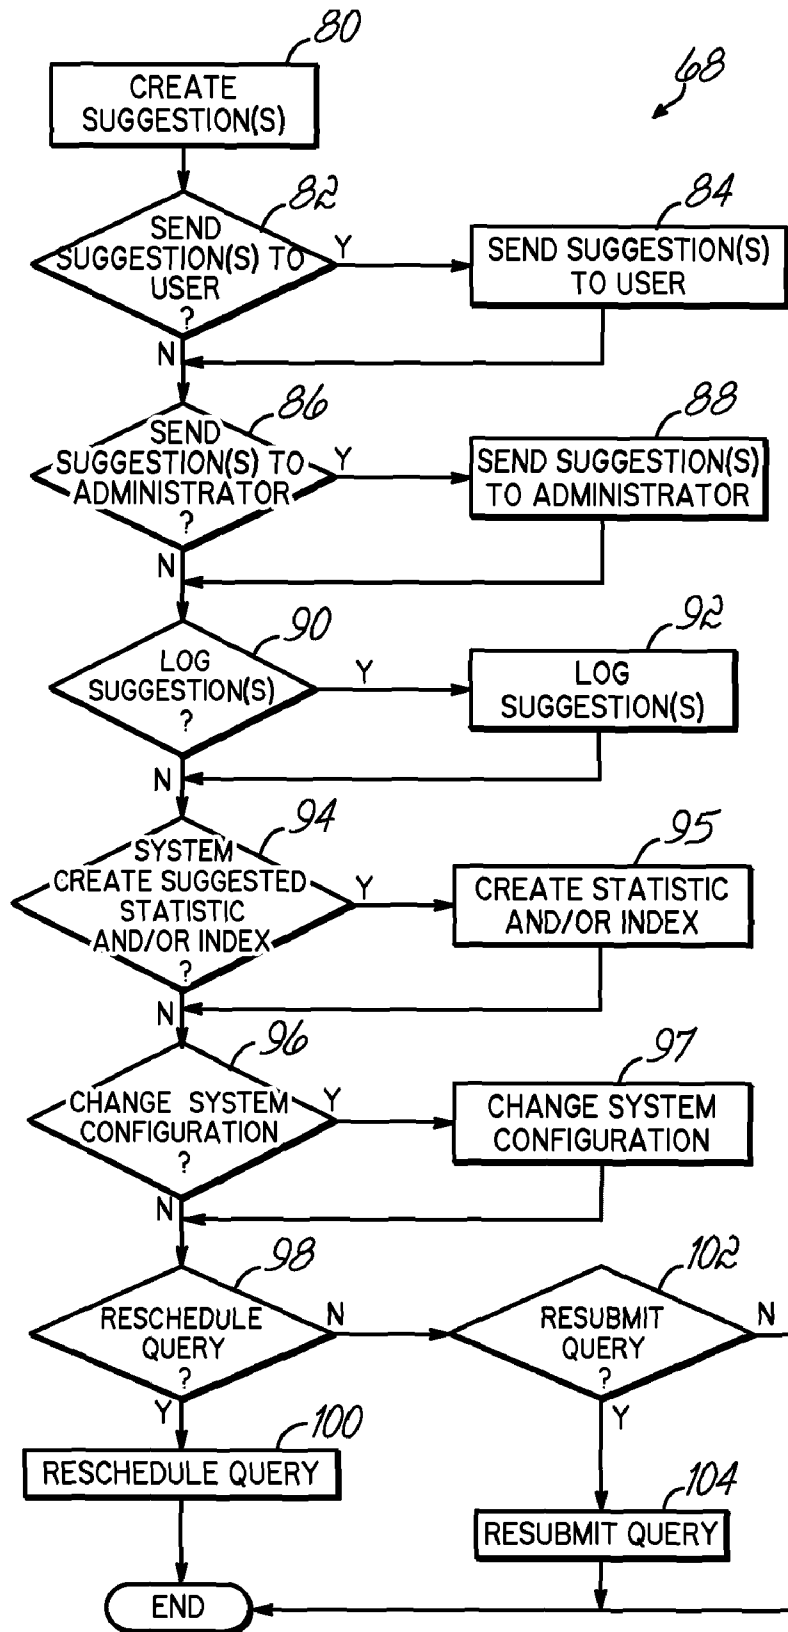 80
68
CREATE
SUGGESTION(S)
82
SEND
SUGGESTION(S) TO
USER
?
Y
N
84
SEND SUGGESTION(S)
TO USER
86
SEND
SUGGESTION(S) TO
ADMINISTRATOR
?
Y
N
88
SEND SUGGESTION(S)
TO ADMINISTRATOR
90
LOG
SUGGESTION(S)
?
Y
N
92
LOG
SUGGESTION(S)
94
SYSTEM
CREATE SUGGESTED
STATISTIC
AND/OR INDEX
?
Y
N
95
CREATE STATISTIC
AND/OR INDEX
96
CHANGE SYSTEM
CONFIGURATION
?
Y
N
97
CHANGE SYSTEM
CONFIGURATION
98
RESCHEDULE
QUERY
?
N
Y
102
RESUBMIT
QUERY
?
N
Y
100
RESCHEDULE QUERY
104
RESUBMIT QUERY
END